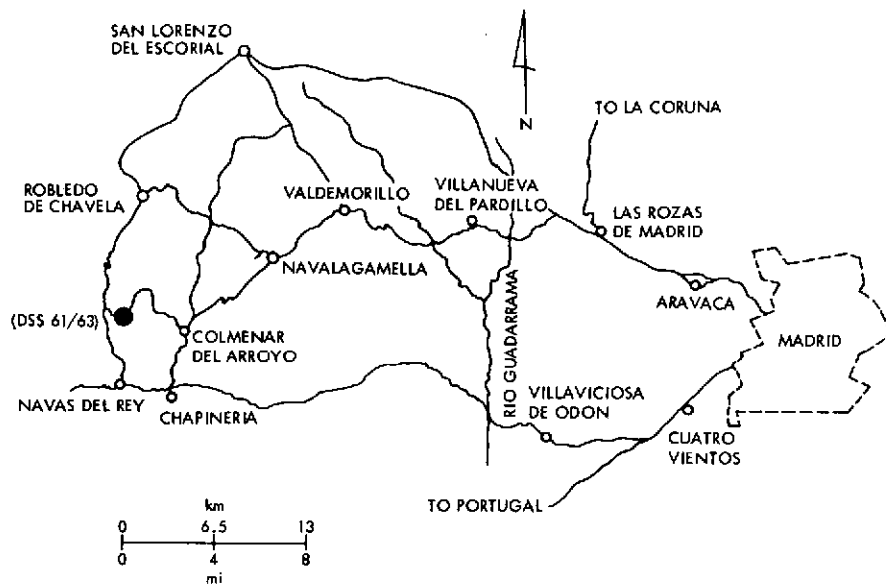 SAN LORENZO
DEL ESCORIAL
TO LA CORUNA
N
ROBLEDO
DE CHAVELA
VALDEMORILLO
VILLANUEVA
DEL PARDILLO
LAS ROZAS
DE MADRID
NAVALAGAMELLA
ARAVACA
(DSS 61/63)
COLMENAR
DEL ARROYO
RIO GUADARRAMA
MADRID
NAVAS DEL REY
CHAPINERIA
VILLAVICIOSA
DE ODON
CUATRO
VIENTOS
TO PORTUGAL
km
0 6.5 13
0 4 8
mi